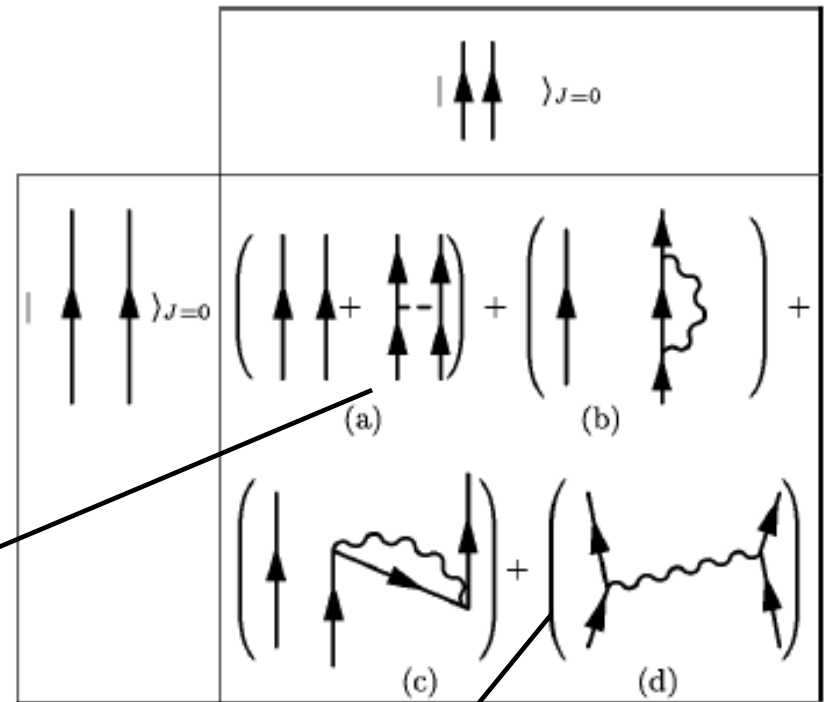 | ⟩J=0
| ⟩J=0
( + ) + ( ) +
(a) (b)
( ) + ( )
(c) (d)